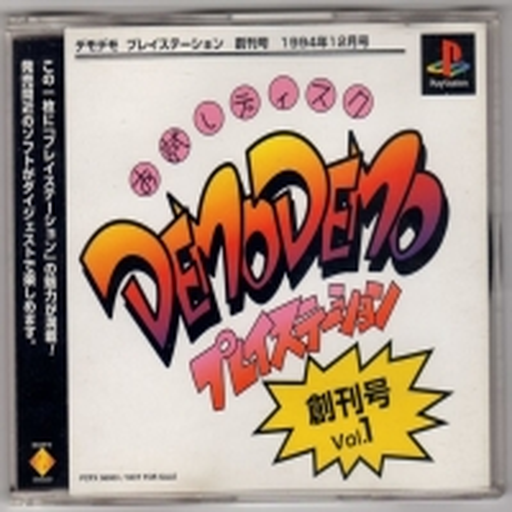 デモデモ プレイステーション 創刊号 1994年12月号
PlayStation
お試しディスク
DEMODEMO
プレイステーション
創刊号
Vol.1
この一枚に『プレイステーション』の魅力が満載!
発売間近のソフトがダイジェストで楽しめます。
SONY